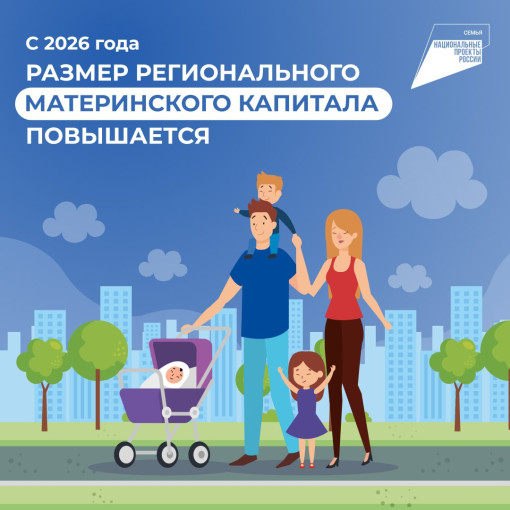 С 2026 года
РАЗМЕР РЕГИОНАЛЬНОГО
МАТЕРИНСКОГО КАПИТАЛА
ПОВЫШАЕТСЯ
СЕМЬЯ
НАЦИОНАЛЬНЫЕ
ПРОЕКТЫ
РОССИИ